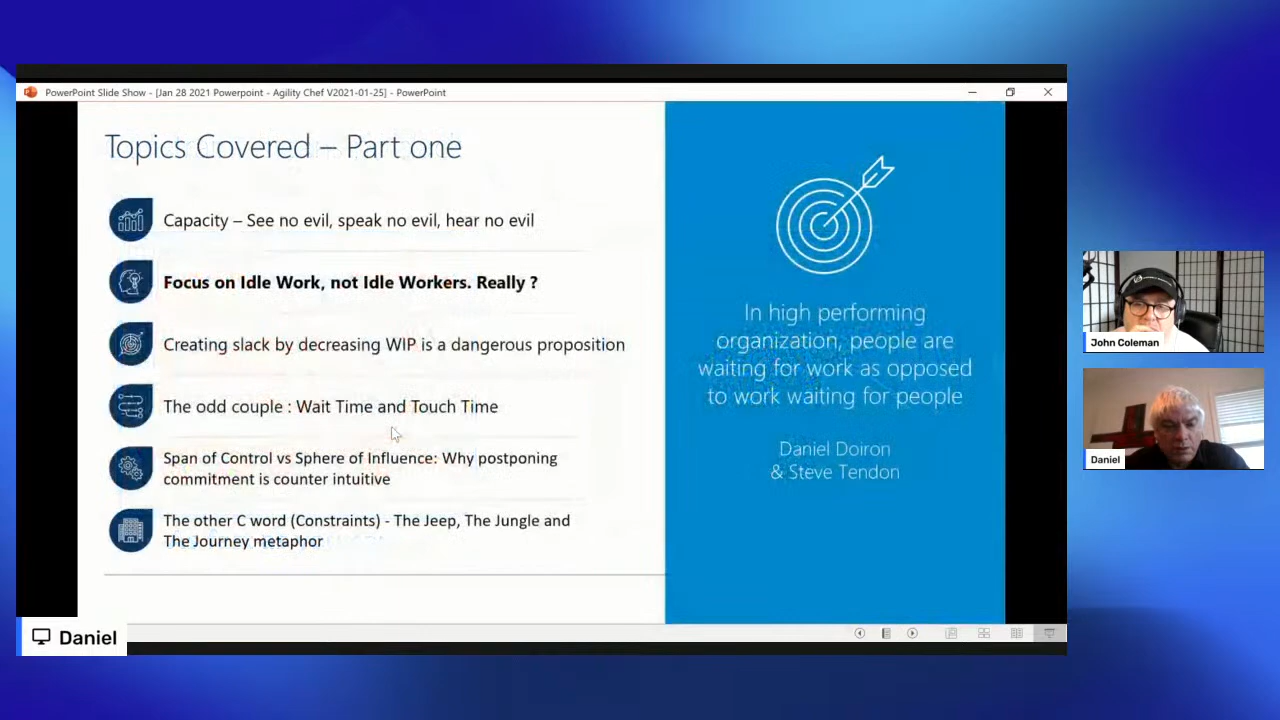 PowerPoint Slide Show - [Jan 28 2021 Powerpoint - Agility Chef V2021-01-25] - PowerPoint
Topics Covered – Part one
Capacity – See no evil, speak no evil, hear no evil
Focus on Idle Work, not Idle Workers. Really ?
Creating slack by decreasing WIP is a dangerous proposition
The odd couple : Wait Time and Touch Time
Span of Control vs Sphere of Influence: Why postponing
commitment is counter intuitive
The other C word (Constraints) - The Jeep, The Jungle and
The Journey metaphor
In high performing
organization, people are
waiting for work as opposed
to work waiting for people
Daniel Doiron
& Steve Tendon
John Coleman
Daniel
Daniel